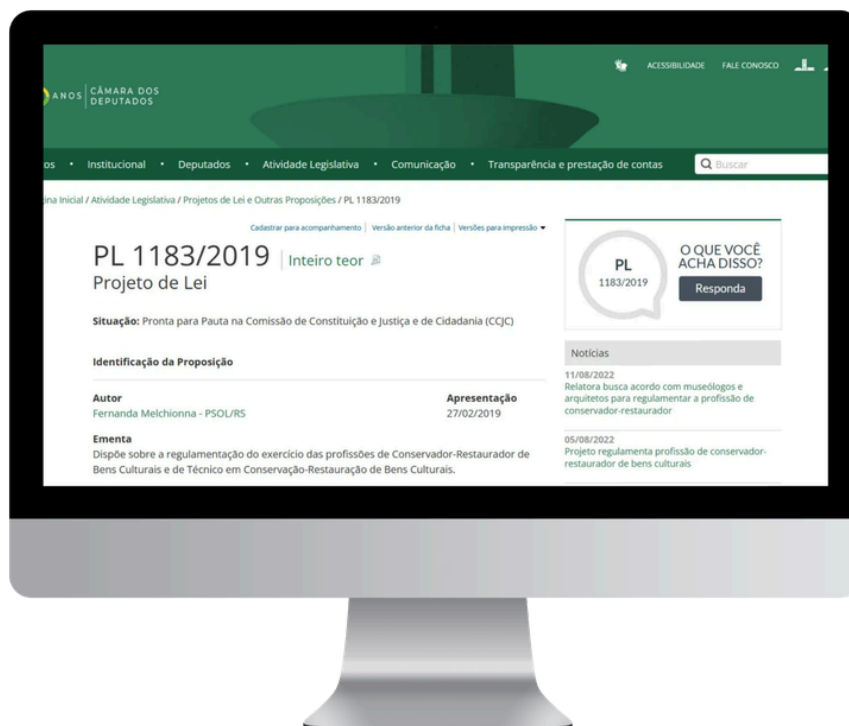 ANOS
CÂMARA DOS
DEPUTADOS
ACESSIBILIDADE FALE CONOSCO
Institucional • Deputados • Atividade Legislativa • Comunicação • Transparência e prestação de contas
Buscar
Inicial / Atividade Legislativa / Projetos de Lei e Outras Proposições / PL 1183/2019
Cadastrar para acompanhamento | Versão anterior da ficha | Versões para impressão
PL 1183/2019 | Inteiro teor
Projeto de Lei
Situação: Pronta para Pauta na Comissão de Constituição e Justiça e de Cidadania (CCJC)
Identificação da Proposição
Autor
Fernanda Melchionna - PSOL/RS
Apresentação
27/02/2019
Ementa
Dispõe sobre a regulamentação do exercício das profissões de Conservador-Restaurador de
Bens Culturais e de Técnico em Conservação-Restauração de Bens Culturais.
PL
1183/2019
O QUE VOCÊ
ACHA DISSO?
Responda
Notícias
11/08/2022
Relatora busca acordo com museólogos e
arquitetos para regulamentar a profissão de
conservador-restaurador
05/08/2022
Projeto regulamenta profissão de conservador-
restaurador de bens culturais